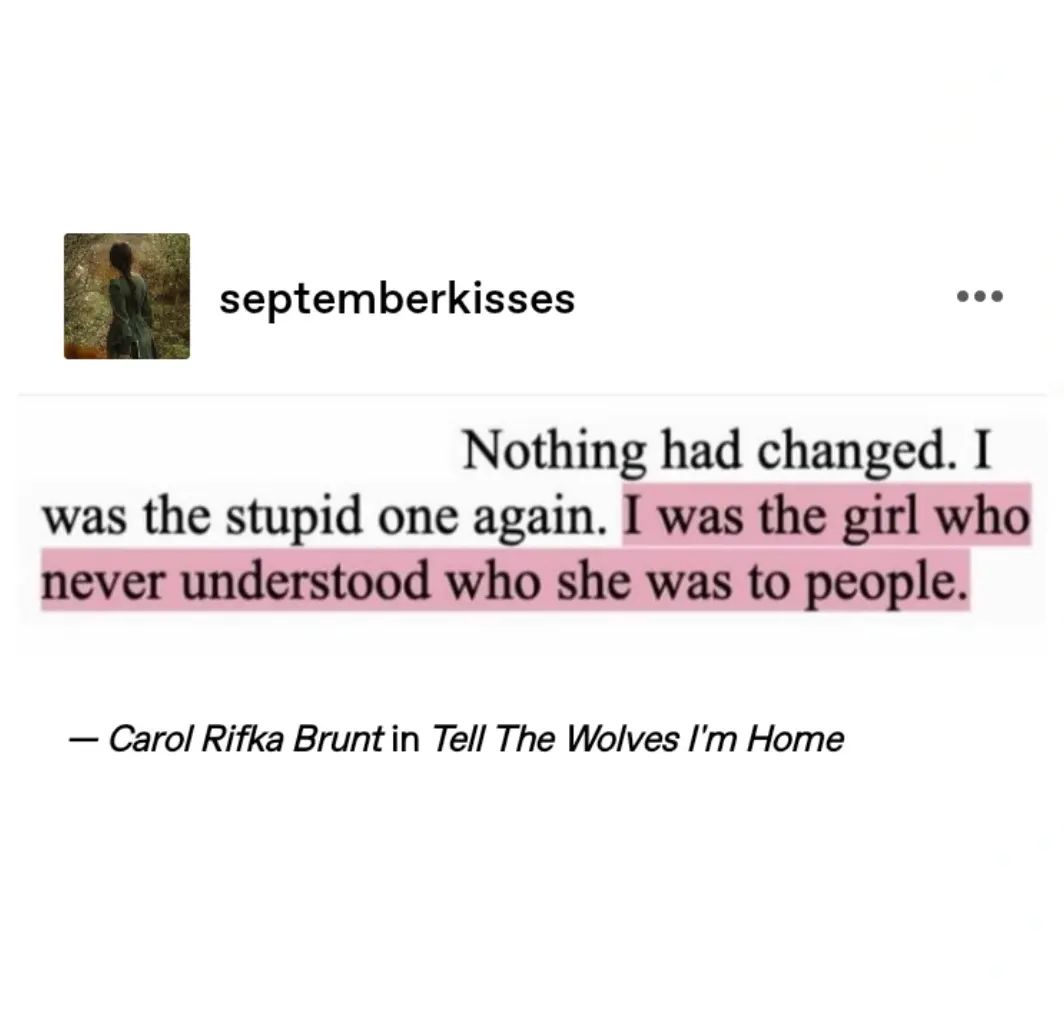 septemberkisses
Nothing had changed. I
was the stupid one again. I was the girl who
never understood who she was to people.
— Carol Rifka Brunt in Tell The Wolves I'm Home